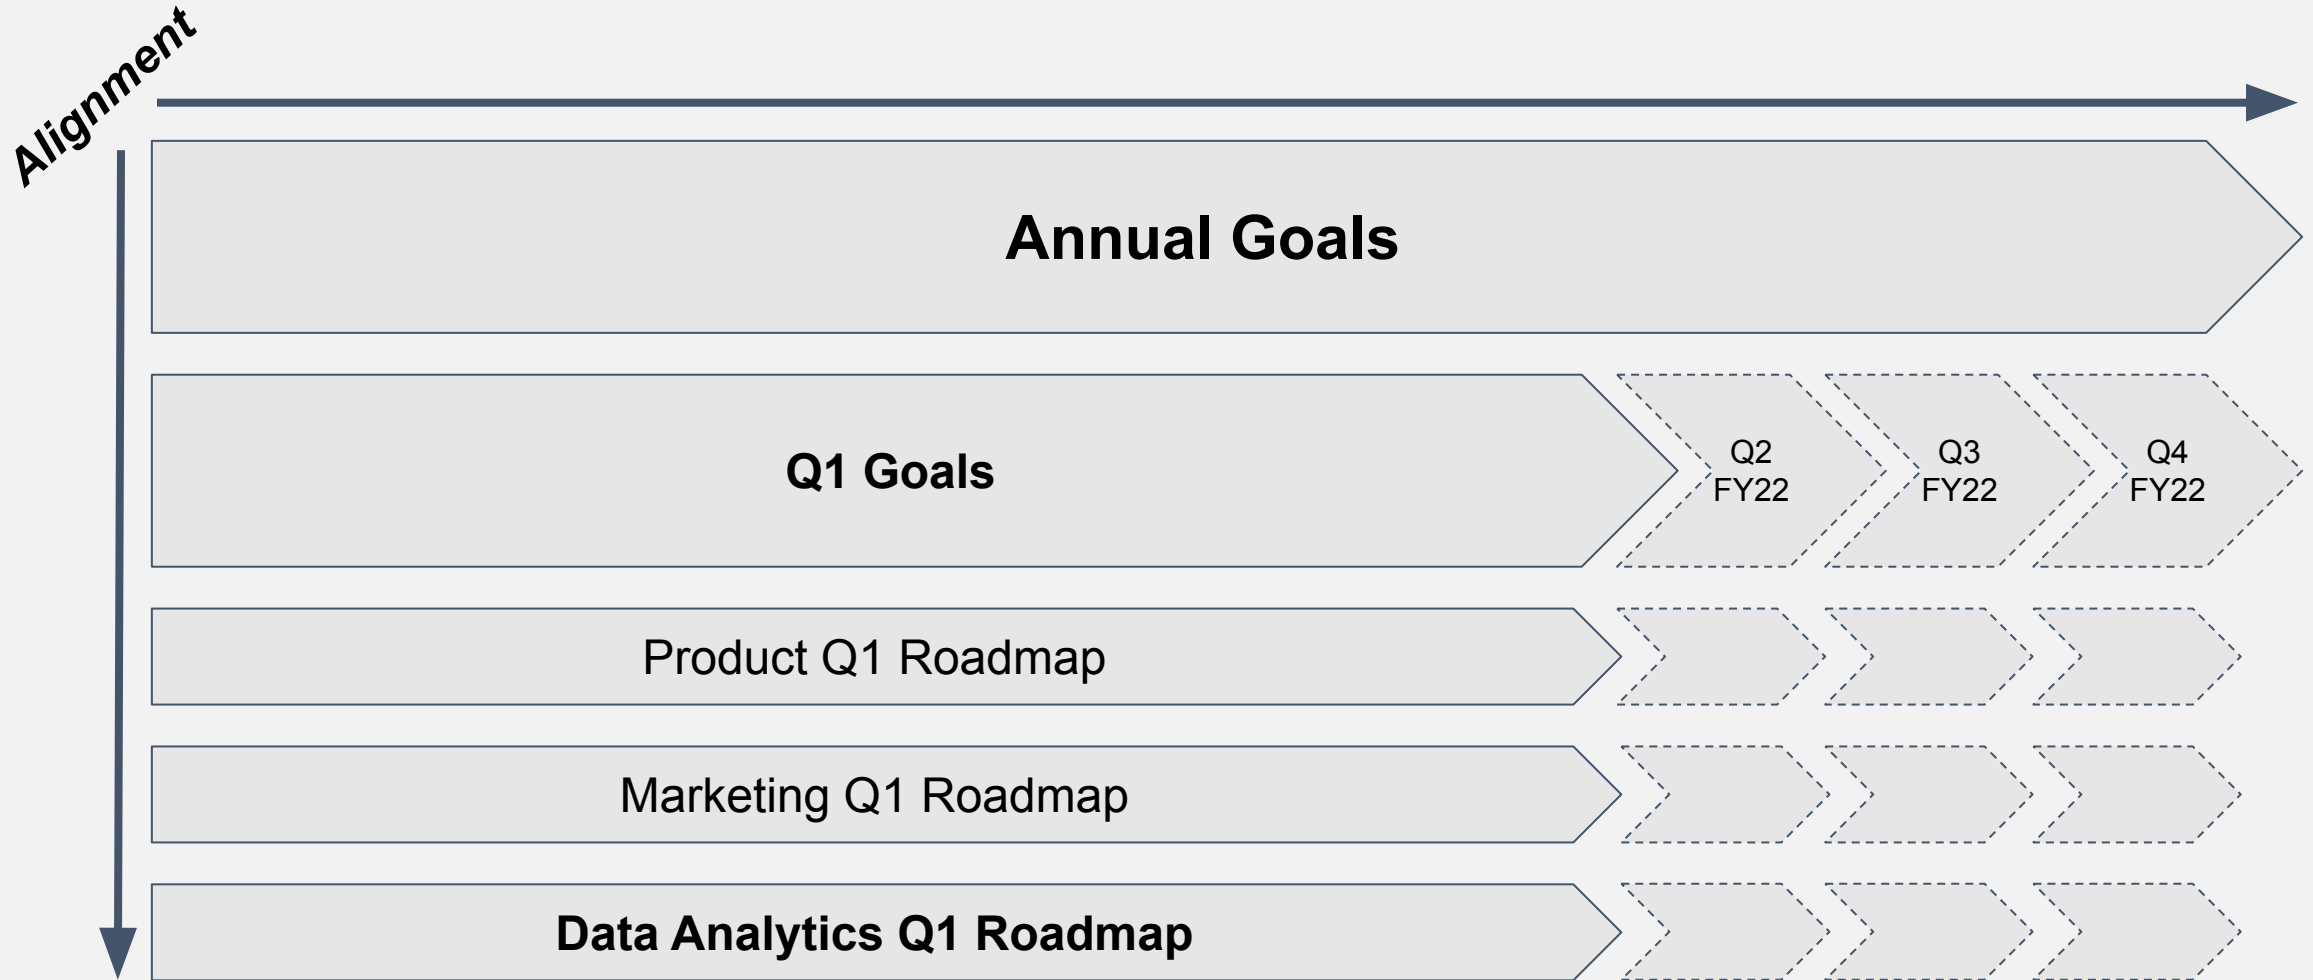 Alignment
Annual Goals
Q1 Goals
Q2
FY22
Q3
FY22
Q4
FY22
Product Q1 Roadmap
Marketing Q1 Roadmap
Data Analytics Q1 Roadmap